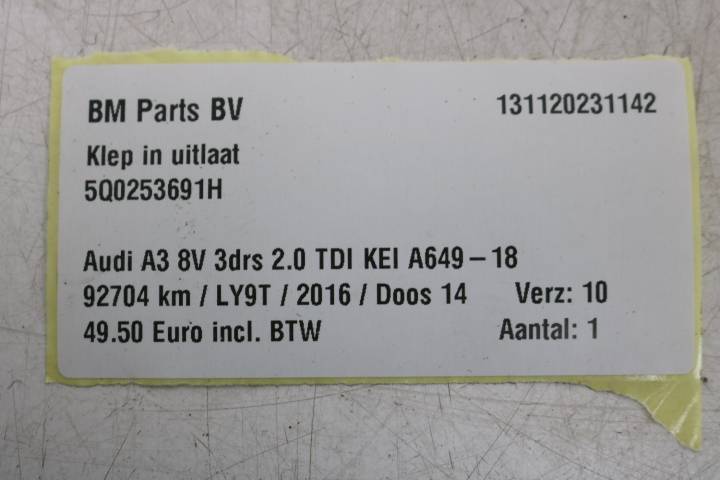 BM Parts BV 131120231142
Klep in uitlaat
5Q0253691H
Audi A3 8V 3drs 2.0 TDI KEI A649-18
92704 km / LY9T / 2016 / Doos 14 Verz: 10
49.50 Euro incl. BTW Aantal: 1